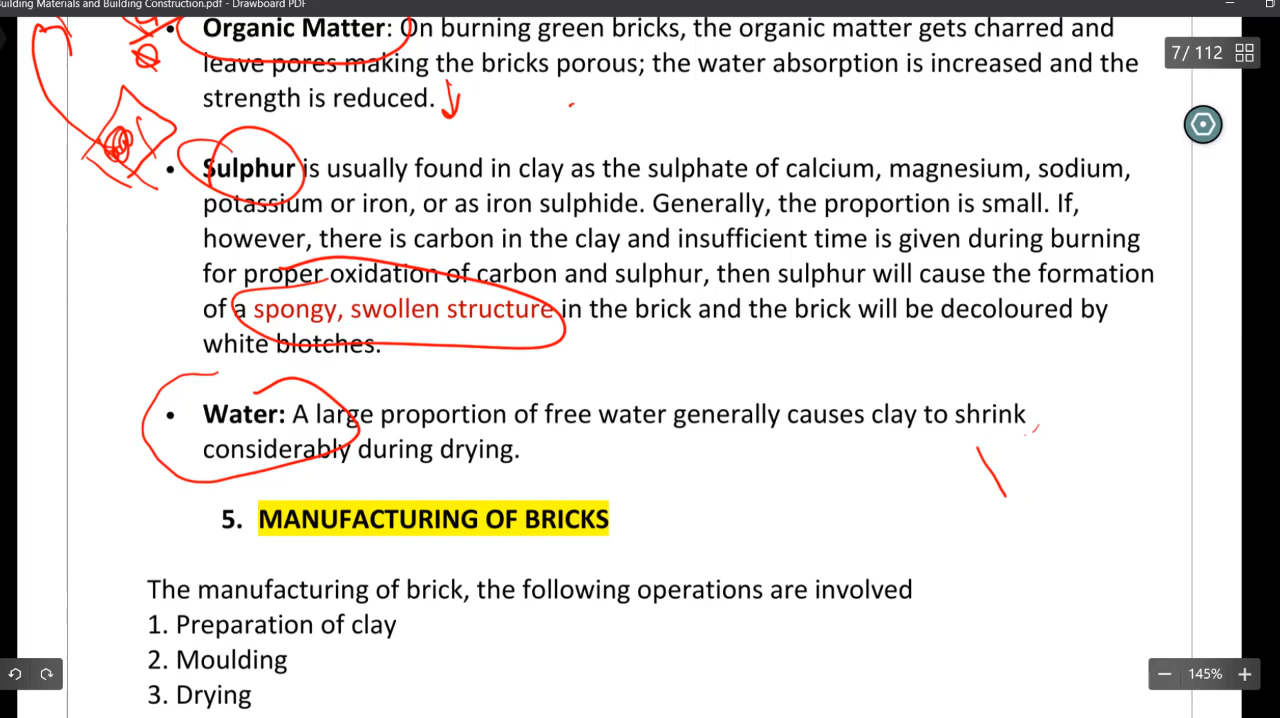 Building Materials and Building Construction.pdf - Drawboard PDF
7 / 112
• Organic Matter: On burning green bricks, the organic matter gets charred and
leave pores making the bricks porous; the water absorption is increased and the
strength is reduced.
• Sulphur is usually found in clay as the sulphate of calcium, magnesium, sodium,
potassium or iron, or as iron sulphide. Generally, the proportion is small. If,
however, there is carbon in the clay and insufficient time is given during burning
for proper oxidation of carbon and sulphur, then sulphur will cause the formation
of a spongy, swollen structure in the brick and the brick will be decoloured by
white blotches.
• Water: A large proportion of free water generally causes clay to shrink
considerably during drying.
5. MANUFACTURING OF BRICKS
The manufacturing of brick, the following operations are involved
1. Preparation of clay
2. Moulding
3. Drying
145%